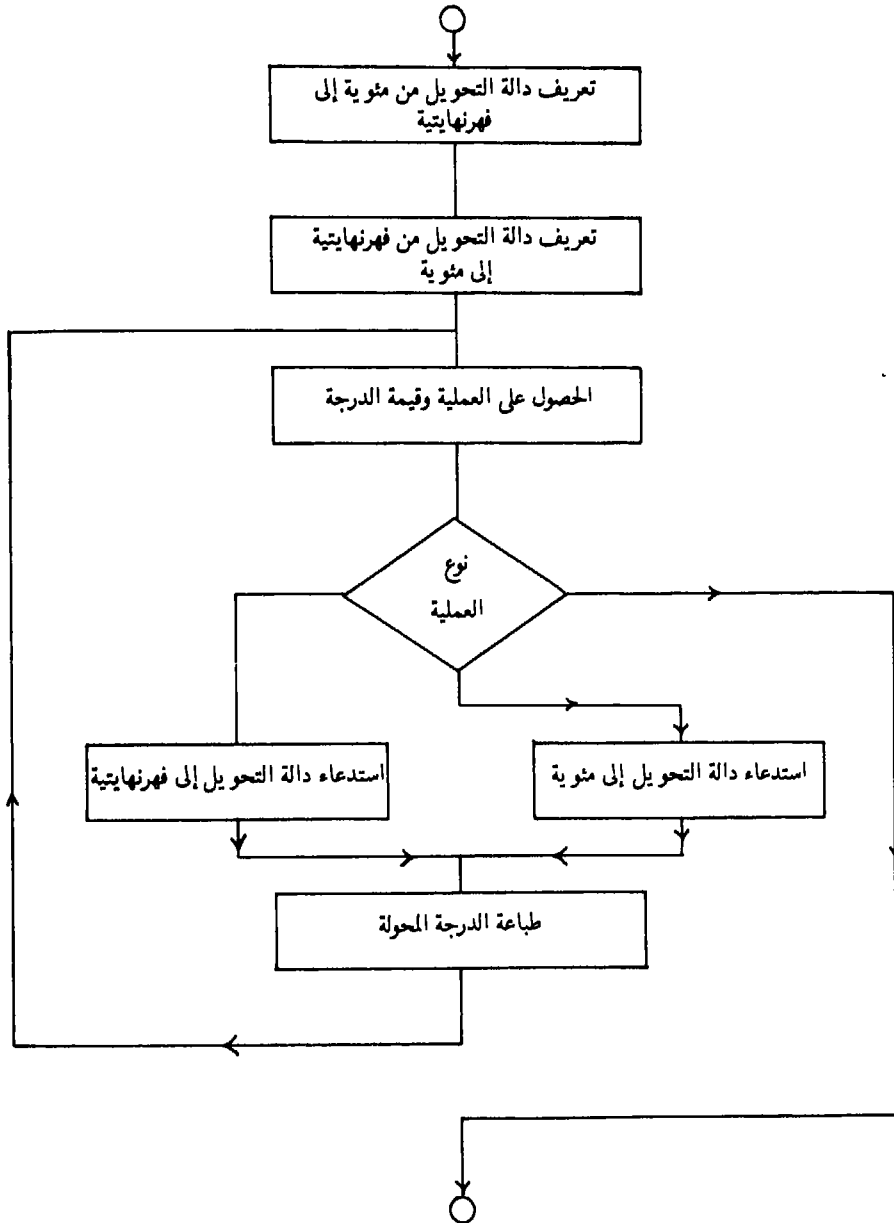 تعريف دالة التحويل من مئوية إلى
فهرنهايتية
تعريف دالة التحويل من فهرنهايتية
إلى مئوية
الحصول على العملية وقيمة الدرجة
نوع
العملية
استدعاء دالة التحويل إلى مئوية
استدعاء دالة التحويل إلى فهرنهايتية
طباعة الدرجة المحولة